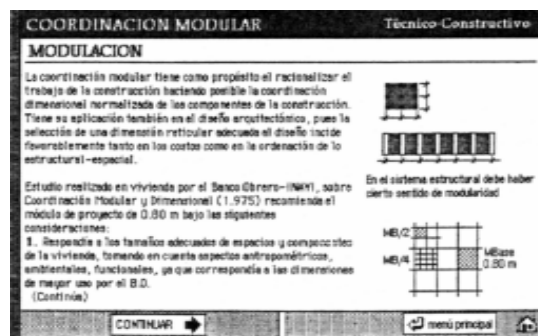 COORDINACION MODULAR
Técnico-Constructivo
MODULACION
La coordinación modular tiene como propósito el racionalizar el
trabajo de la construcción haciendo posible la coordinación
dimensional normalizada de los componentes de la construcción.
Tiene su aplicación también en el diseño arquitectónico, pues la
selección de una dimensión reticular adecuada al diseño incide
favorablemente tanto en los costos como en la ordenación de lo
estructural-espacial.
Estudio realizado en vivienda por el Banco Obrero-INAVI, sobre
Coordinación Modular y Dimensional (1.975) recomienda el
módulo de proyecto de 0.80 m bajo las siguientes
consideraciones:
1. Respondía a los tamaños adecuados de espacios y componentes
de la vivienda, tomando en cuenta aspectos antropométricos,
ambientales, funcionales, ya que correspondía a las dimensiones
de mayor uso por el B.O.
(Continúa)
En el sistema estructural debe haber
cierto sentido de modularidad
MB/2
MB/4
MBase
0.80 m
CONTINUAR
menú principal